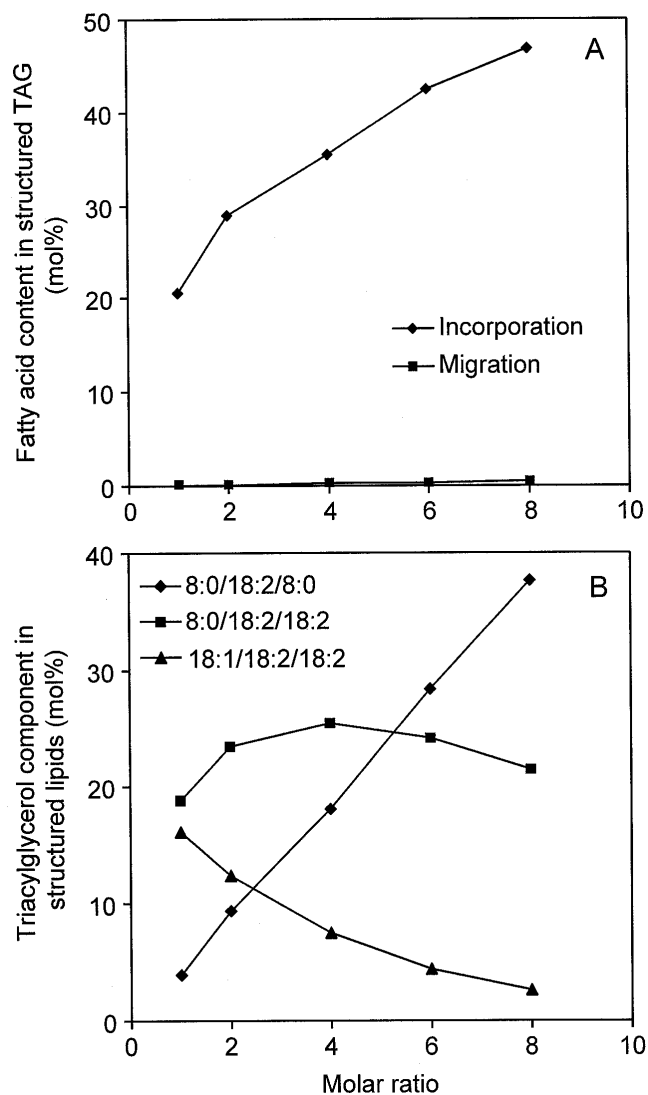 50
40
30
20
10
0
Fatty acid content in structured TAG
(mol%)
A
Incorporation
Migration
0 2 4 6 8 10
40
30
20
10
0
Triacylglycerol component in
structured lipids (mol%)
8:0/18:2/8:0
8:0/18:2/18:2
18:1/18:2/18:2
B
0 2 4 6 8 10
Molar ratio